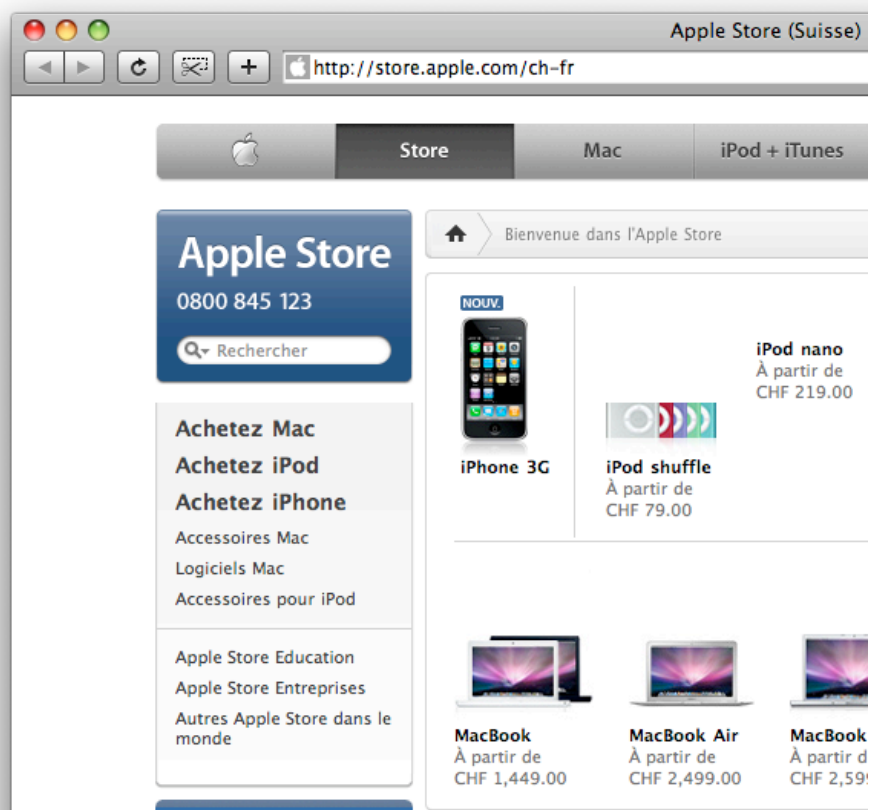 Apple Store (Suisse)
http://store.apple.com/ch-fr
Store
Mac
iPod + iTunes
Apple Store
0800 845 123
Rechercher
Bienvenue dans l'Apple Store
NOUV.
iPhone 3G
iPod shuffle
À partir de
CHF 79.00
iPod nano
À partir de
CHF 219.00
Achetez Mac
Achetez iPod
Achetez iPhone
Accessoires Mac
Logiciels Mac
Accessoires pour iPod
Apple Store Education
Apple Store Entreprises
Autres Apple Store dans le
monde
MacBook
À partir de
CHF 1,449.00
MacBook Air
À partir de
CHF 2,499.00
MacBook
À partir d
CHF 2,59